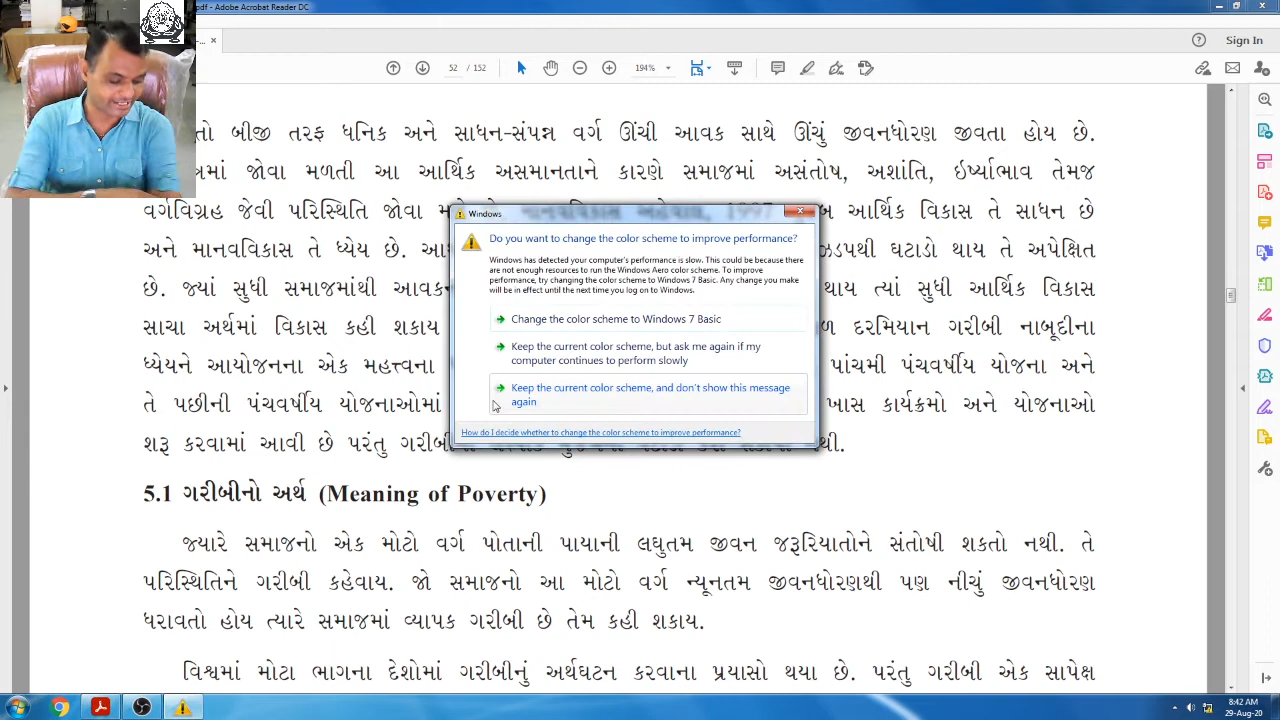 pdf - Adobe Acrobat Reader DC
Sign In
52 / 152
194%
તો બીજી તરફ ધનિક અને સાધન-સંપન્ન વર્ગ ઊંચી આવક સાથે ઊંચું જીવનધોરણ જીવતા હોય છે.
જોવા મળતી આ આર્થિક અસમાનતાને કારણે સમાજમાં અસંતોષ, અશાંતિ, ઇર્ષ્યાભાવ તેમજ
વર્ગવિગ્રહ જેવી પરિસ્થિતિ જોવા માનવવિકાસ અહેવાલ, 1997 આર્થિક વિકાસ તે સાધન છે
અને માનવવિકાસ તે ધ્યેય છે. ઝડપથી ઘટાડો થાય તે અપેક્ષિત
છે. જ્યાં સુધી સમાજમાંથી થાય ત્યાં સુધી આર્થિક વિકાસ
સાચા અર્થમાં વિકાસ કહી શકાય દરમિયાન ગરીબી નાબૂદીના
ધ્યેયને આયોજનના એક મહત્ત્વના પાંચમી પંચવર્ષીય યોજના અને
તે પછીની પંચવર્ષીય યોજનાઓમાં ખાસ કાર્યક્રમો અને યોજનાઓ
શરૂ કરવામાં આવી છે પરંતુ
Windows
Do you want to change the color scheme to improve performance?
Windows has detected your computer's performance is slow. This could be because there
are not enough resources to run the Windows Aero color scheme. To improve
performance, try changing the color scheme to Windows 7 Basic. Any change you make
will be in effect until the next time you log on to Windows.
Change the color scheme to Windows 7 Basic
Keep the current color scheme, but ask me again if my
computer continues to perform slowly
Keep the current color scheme, and don't show this message
again
How do I decide whether to change the color scheme to improve performance?
5.1 ગરીબીનો અર્થ (Meaning of Poverty)
જ્યારે સમાજનો એક મોટો વર્ગ પોતાની પાયાની લઘુતમ જીવન જરૂરિયાતોને સંતોષી શકતો નથી. તે
પરિસ્થિતિને ગરીબી કહેવાય. જો સમાજનો આ મોટો વર્ગ ન્યૂનતમ જીવનધોરણથી પણ નીચું જીવનધોરણ
ધરાવતો હોય ત્યારે સમાજમાં વ્યાપક ગરીબી છે તેમ કહી શકાય.
વિશ્વમાં મોટા ભાગના દેશોમાં ગરીબીનું અર્થઘટન કરવાના પ્રયાસો થયા છે. પરંતુ ગરીબી એક સાપેક્ષ
8:42 AM
29-Aug-20